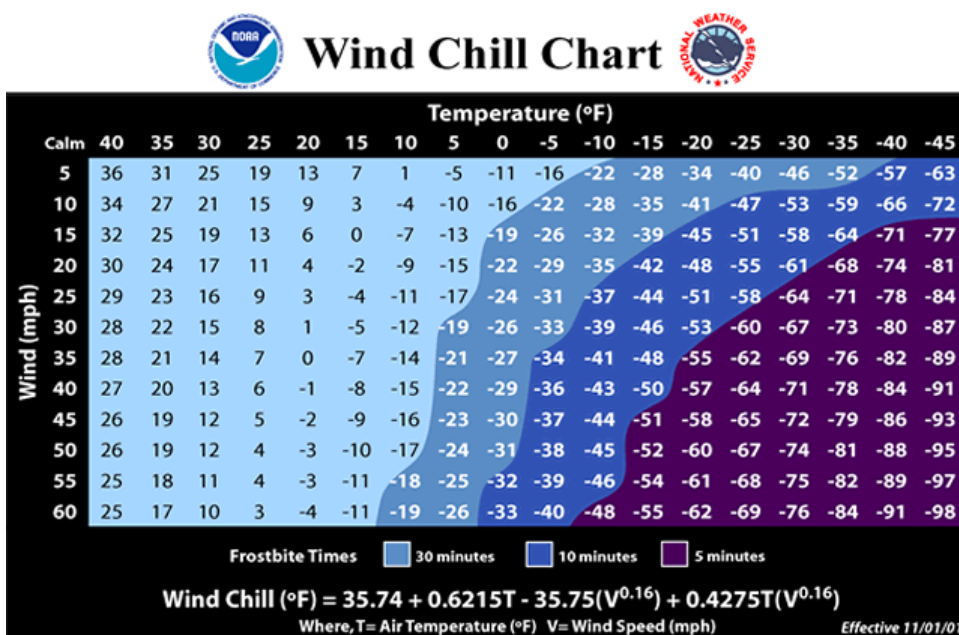 NOAA
Wind Chill Chart
NATIONAL WEATHER SERVICE
Temperature (ºF)
Calm 40 35 30 25 20 15 10 5 0 -5 -10 -15 -20 -25 -30 -35 -40 -45
Wind (mph)
5 36 31 25 19 13 7 1 -5 -11 -16 -22 -28 -34 -40 -46 -52 -57 -63
10 34 27 21 15 9 3 -4 -10 -16 -22 -28 -35 -41 -47 -53 -59 -66 -72
15 32 25 19 13 6 0 -7 -13 -19 -26 -32 -39 -45 -51 -58 -64 -71 -77
20 30 24 17 11 4 -2 -9 -15 -22 -29 -35 -42 -48 -55 -61 -68 -74 -81
25 29 23 16 9 3 -4 -11 -17 -24 -31 -37 -44 -51 -58 -64 -71 -78 -84
30 28 22 15 8 1 -5 -12 -19 -26 -33 -39 -46 -53 -60 -67 -73 -80 -87
35 28 21 14 7 0 -7 -14 -21 -27 -34 -41 -48 -55 -62 -69 -76 -82 -89
40 27 20 13 6 -1 -8 -15 -22 -29 -36 -43 -50 -57 -64 -71 -78 -84 -91
45 26 19 12 5 -2 -9 -16 -23 -30 -37 -44 -51 -58 -65 -72 -79 -86 -93
50 26 19 12 4 -3 -10 -17 -24 -31 -38 -45 -52 -60 -67 -74 -81 -88 -95
55 25 18 11 4 -3 -11 -18 -25 -32 -39 -46 -54 -61 -68 -75 -82 -89 -97
60 25 17 10 3 -4 -11 -19 -26 -33 -40 -48 -55 -62 -69 -76 -84 -91 -98
Frostbite Times 30 minutes 10 minutes 5 minutes
Wind Chill (ºF) = 35.74 + 0.6215T - 35.75(V0.16) + 0.4275T(V0.16)
Where, T= Air Temperature (ºF) V= Wind Speed (mph)
Effective 11/01/01